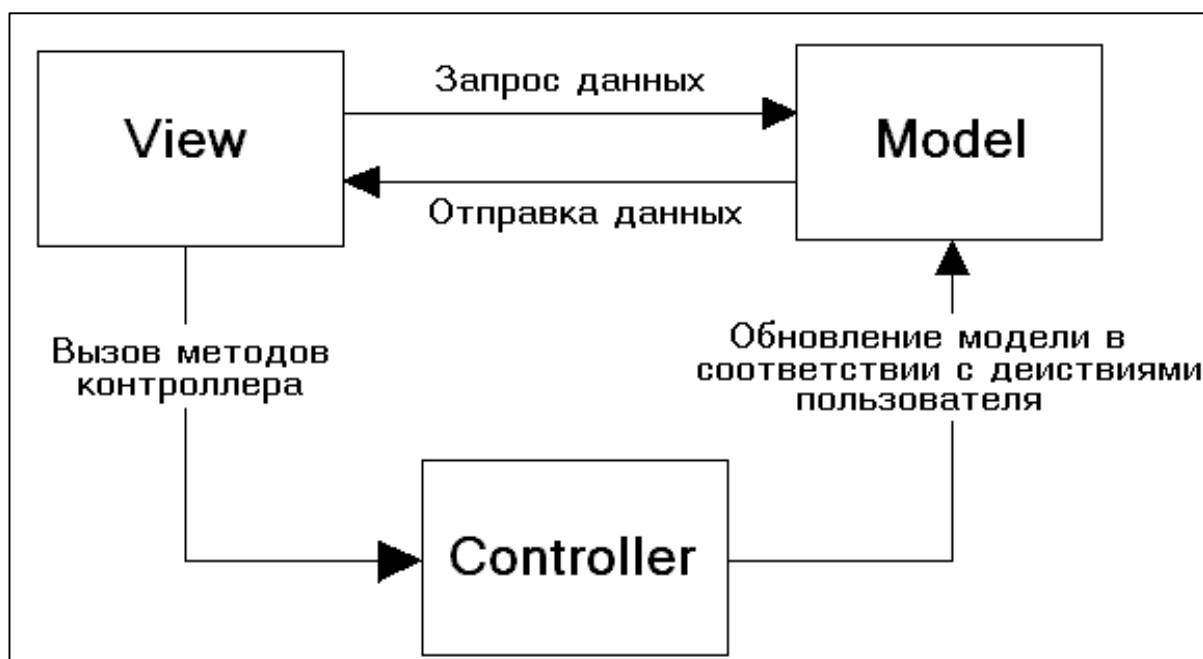 View
Запрос данных
Model
Отправка данных
Вызов методов
контроллера
Обновление модели в
соответствии с деиствиями
пользователя
Controller